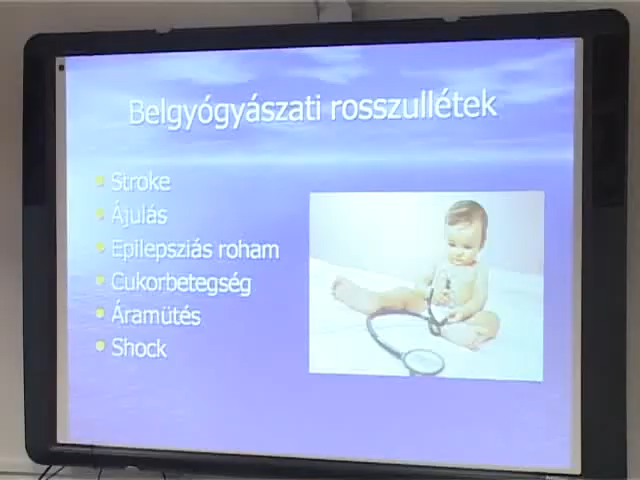 Belgyógyászati rosszullétek
Stroke
Ájulás
Epilepsziás roham
Cukorbetegség
Áramütés
Shock